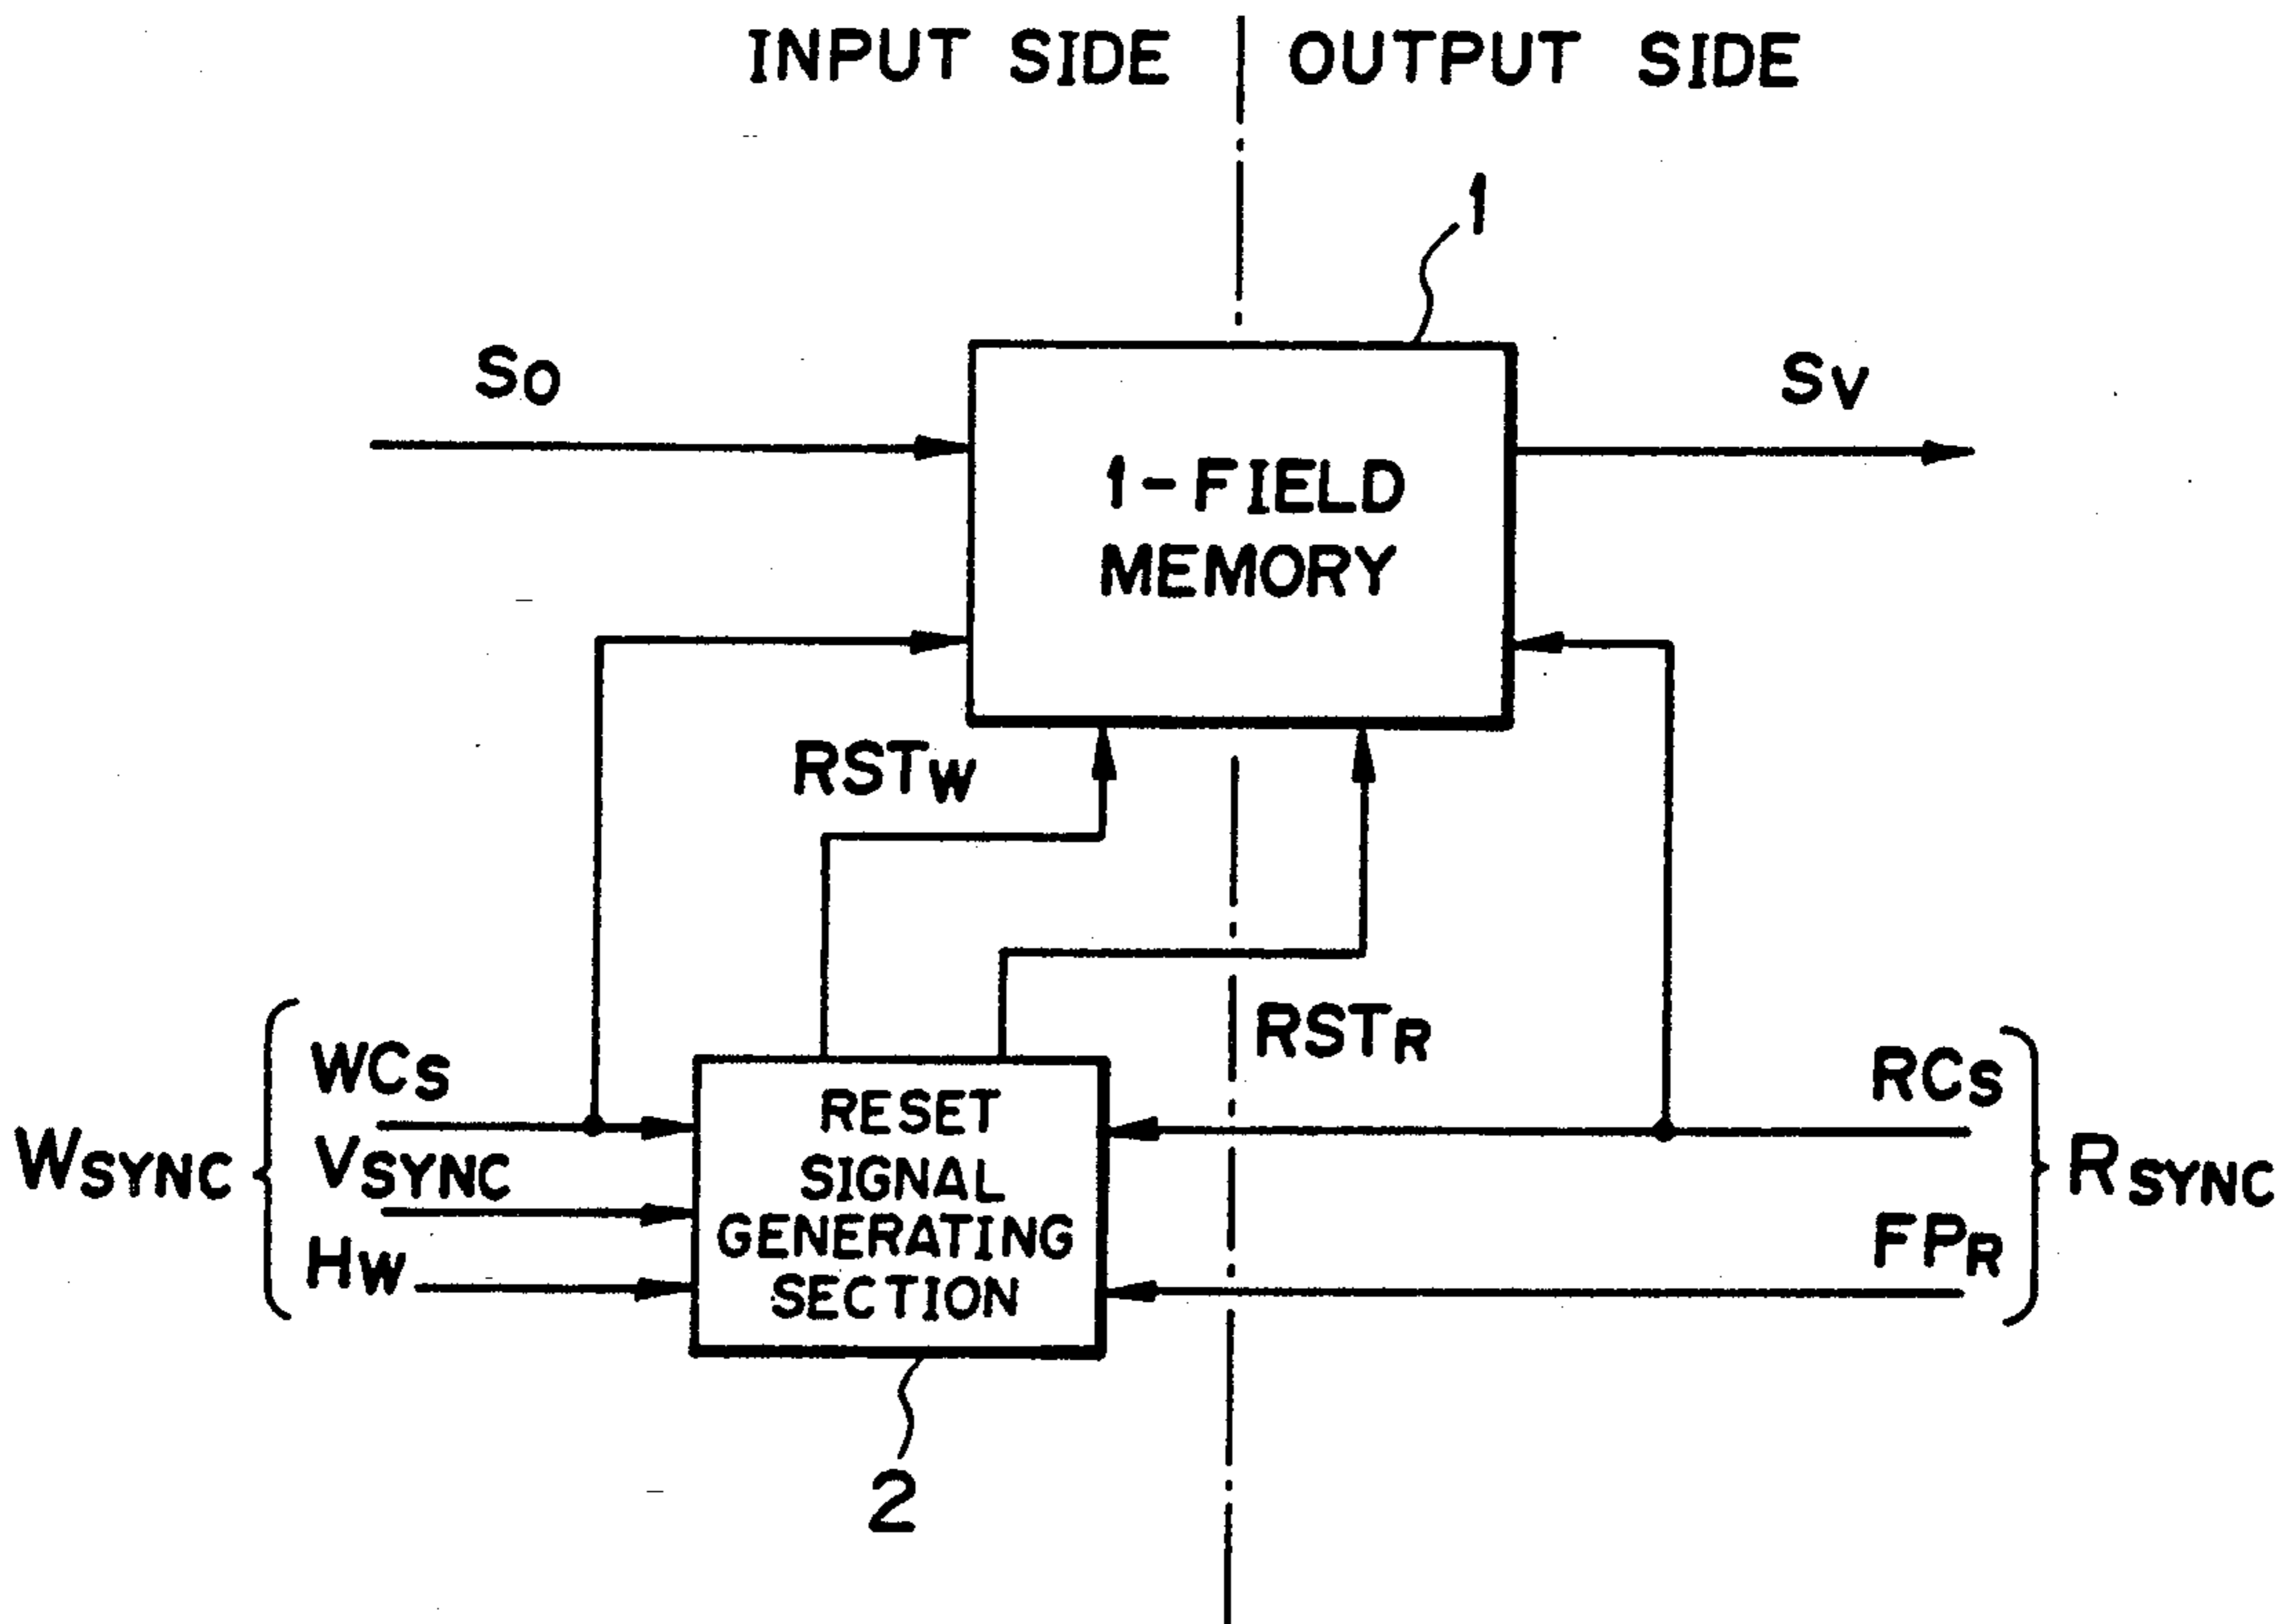 INPUT SIDE
OUTPUT SIDE
1
SO
SV
1-FIELD
MEMORY
RSTW
RSTR
WCS
VSYNC
HW
WSYNC
RESET
SIGNAL
GENERATING
SECTION
RCS
FPR
RSYNC
2